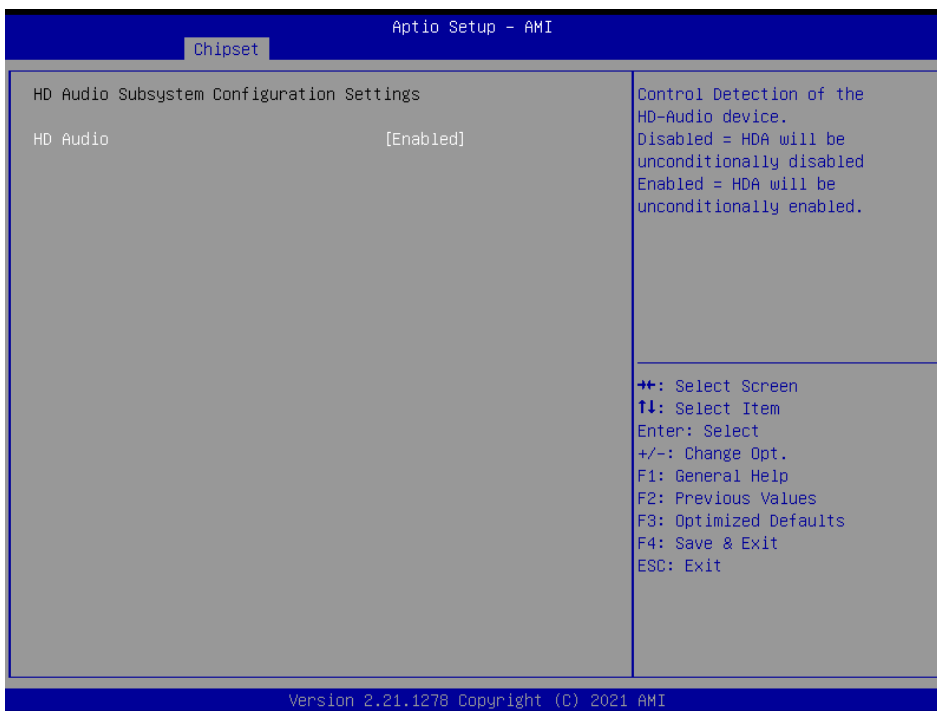 Aptio Setup – AMI
Chipset
HD Audio Subsystem Configuration Settings
HD Audio [Enabled]
Control Detection of the
HD-Audio device.
Disabled = HDA will be
unconditionally disabled
Enabled = HDA will be
unconditionally enabled.
→←: Select Screen
↑↓: Select Item
Enter: Select
+/-: Change Opt.
F1: General Help
F2: Previous Values
F3: Optimized Defaults
F4: Save & Exit
ESC: Exit
Version 2.21.1278 Copyright (C) 2021 AMI